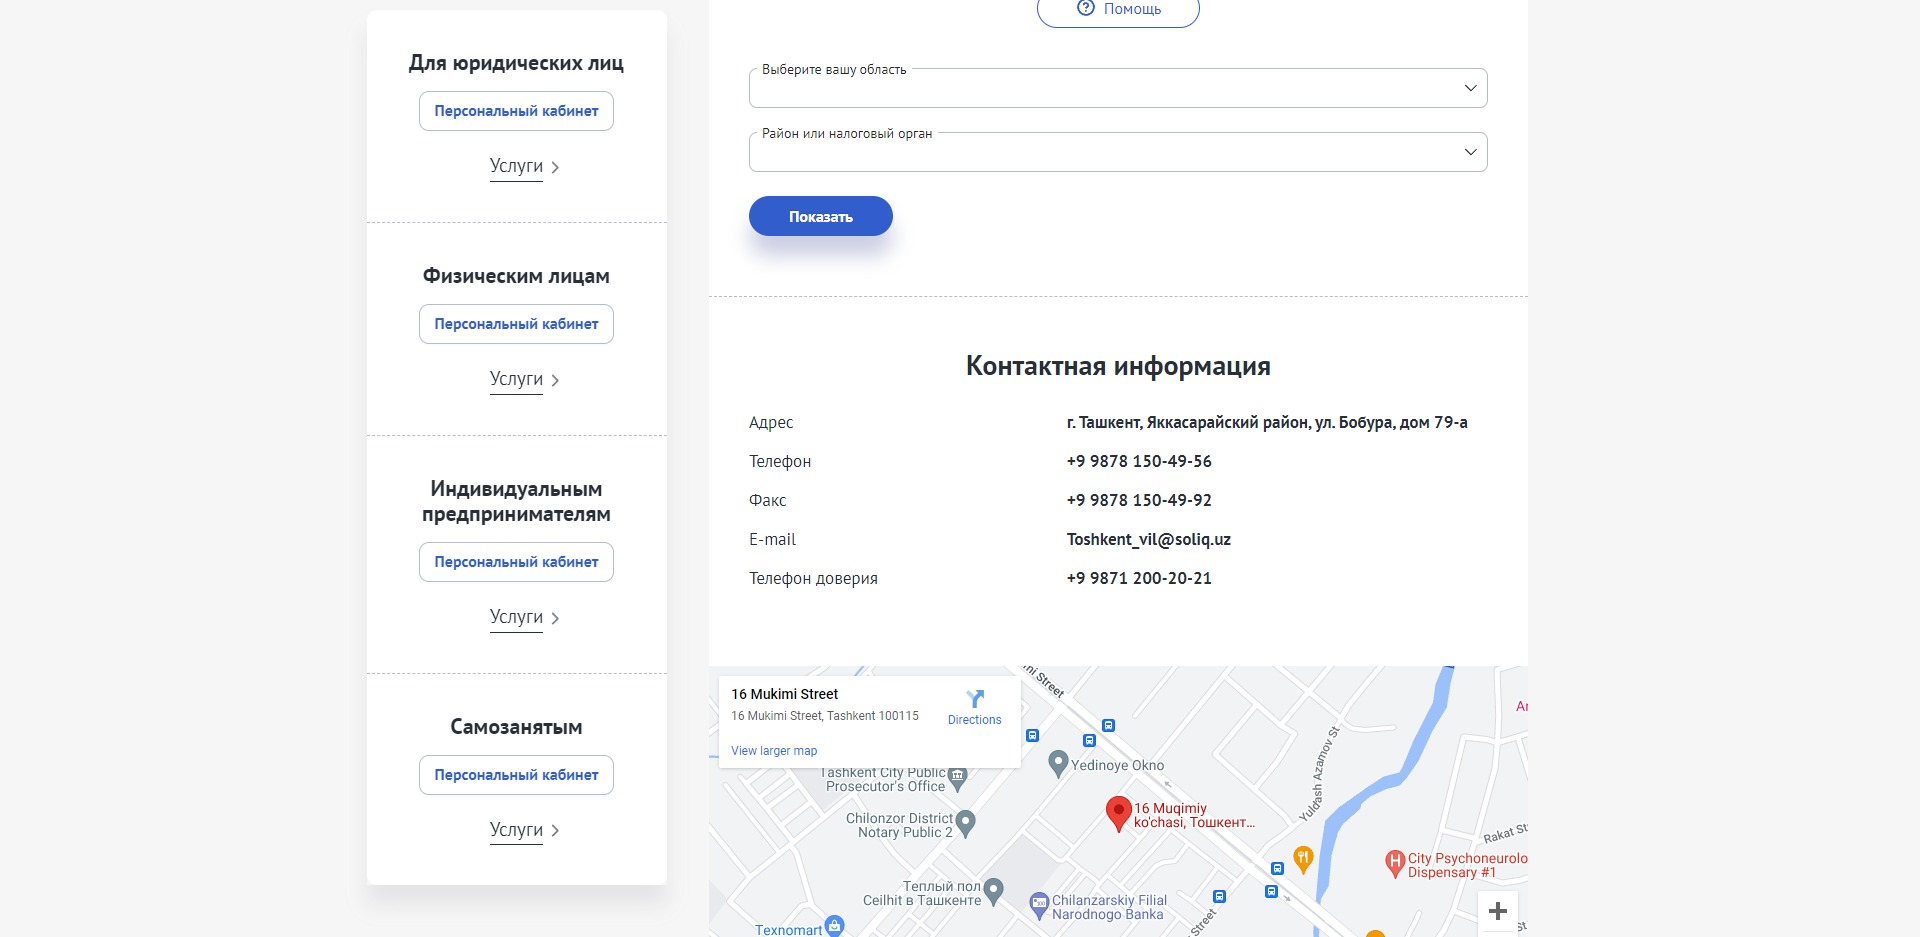 Для юридических лиц
Персональный кабинет
Услуги
Физическим лицам
Персональный кабинет
Услуги
Индивидуальным
предпринимателям
Персональный кабинет
Услуги
Самозанятым
Персональный кабинет
Услуги
Помощь
Выберите вашу область
Район или налоговый орган
Показать
Контактная информация
Адрес г. Ташкент, Яккасарайский район, ул. Бобура, дом 79-а
Телефон +9 9878 150-49-56
Факс +9 9878 150-49-92
E-mail Toshkent_vil@soliq.uz
Телефон доверия +9 9871 200-20-21
16 Mukimi Street
16 Mukimi Street, Tashkent 100115
Directions
View larger map
Street
Yedinoye Okno
Tashkent City Public
Prosecutor's Office
16 Muqimiy
ko'chasi, Тошкент...
Chilonzor District
Notary Public 2
Yuldash Azamov St
Rakat St
City Psychoneurolo
Dispensary #1
Теплый пол
Ceilhit в Ташкенте
Chilanzarskiy Filial
Narodnogo Banka
Texnomart
Street